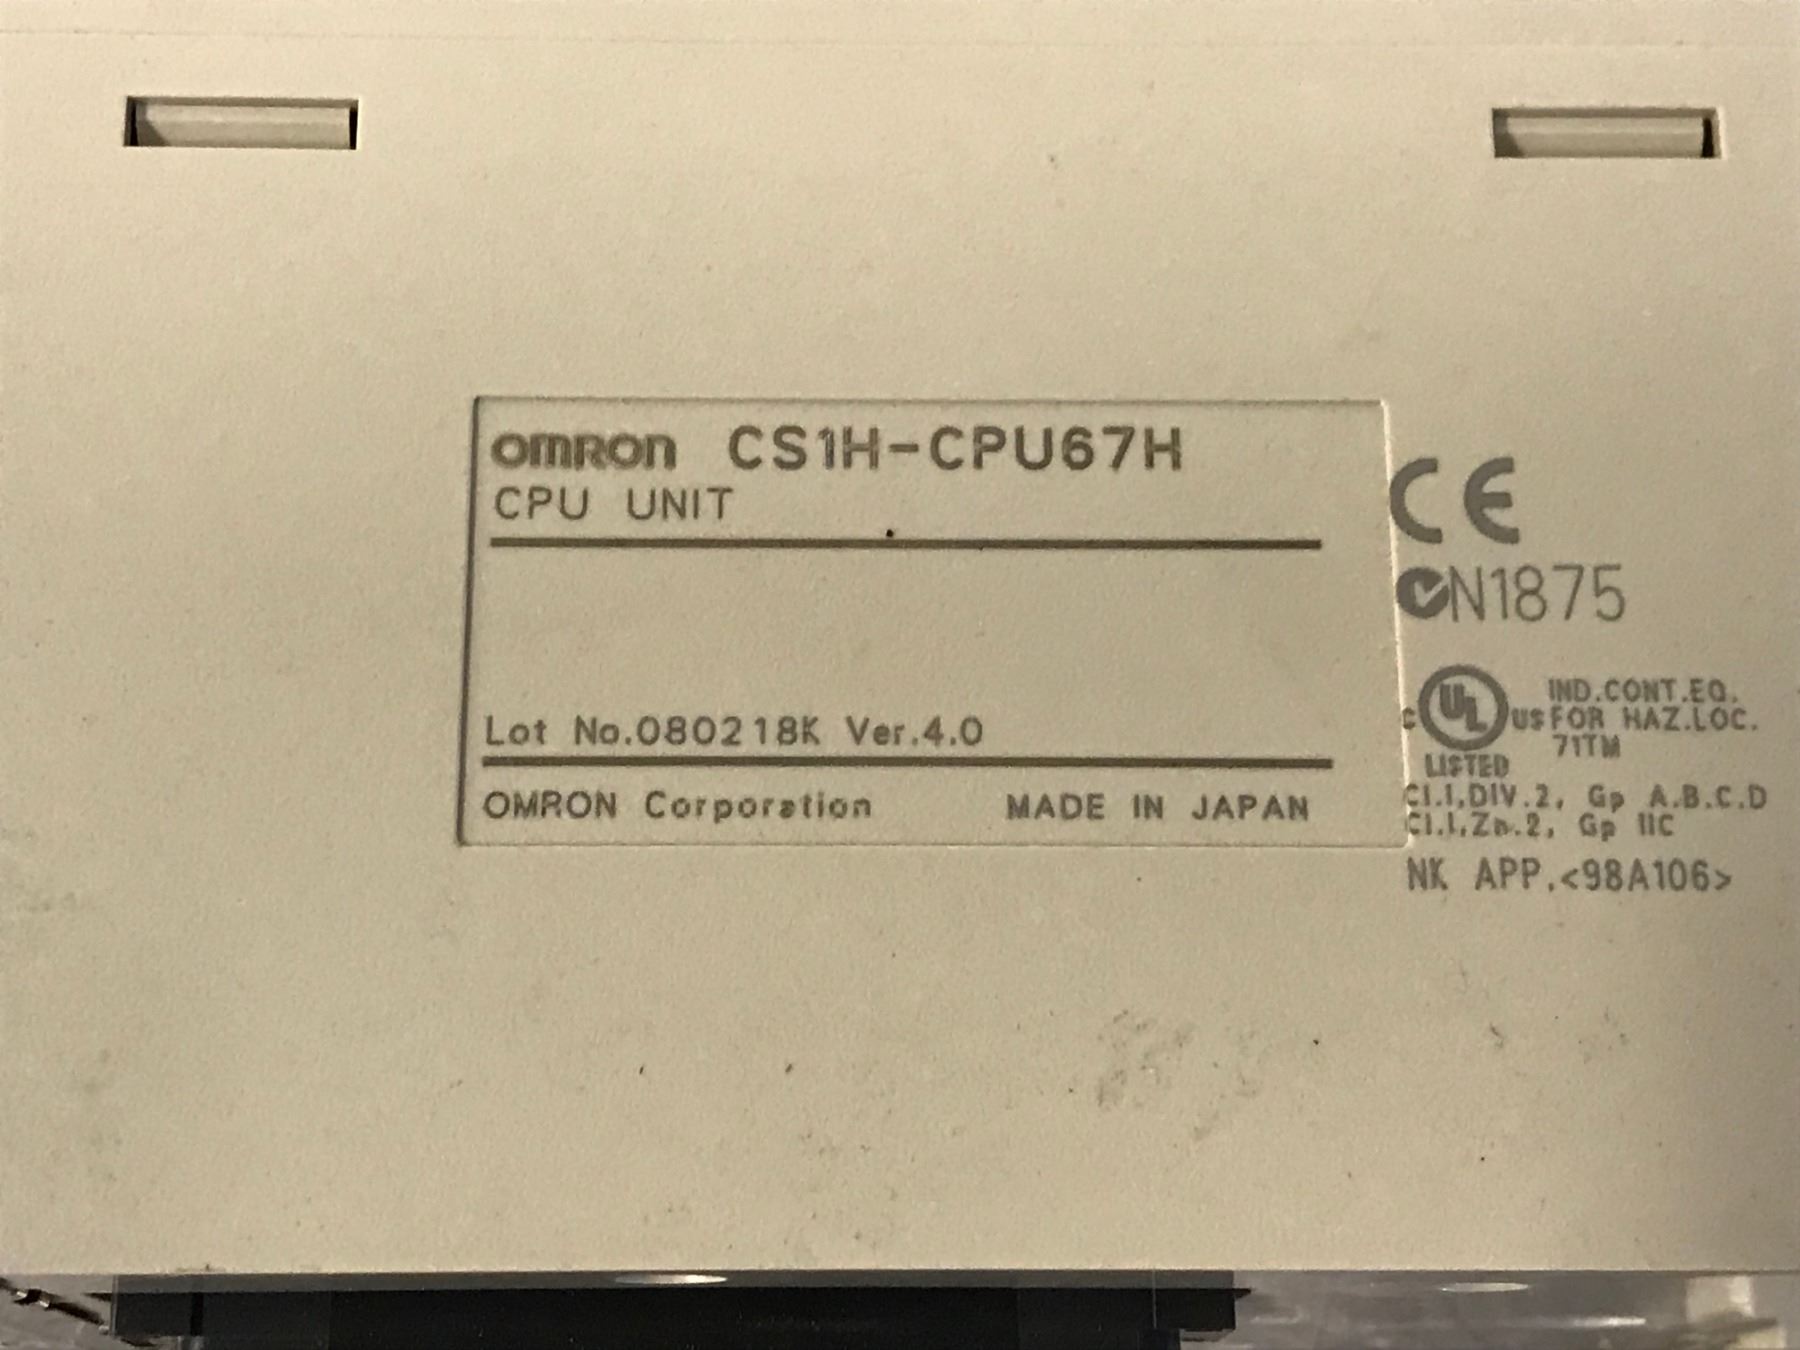 OMRON CS1H-CPU67H
CPU UNIT
Lot No.080218K Ver.4.0
OMRON Corporation MADE IN JAPAN
CE
N1875
C UL US
LISTED
IND.CONT.EQ.
FOR HAZ.LOC.
71TM
Cl.I,DIV.2, Gp A.B.C.D
Cl.I,Zn.2, Gp IIC
NK APP.<98A106>